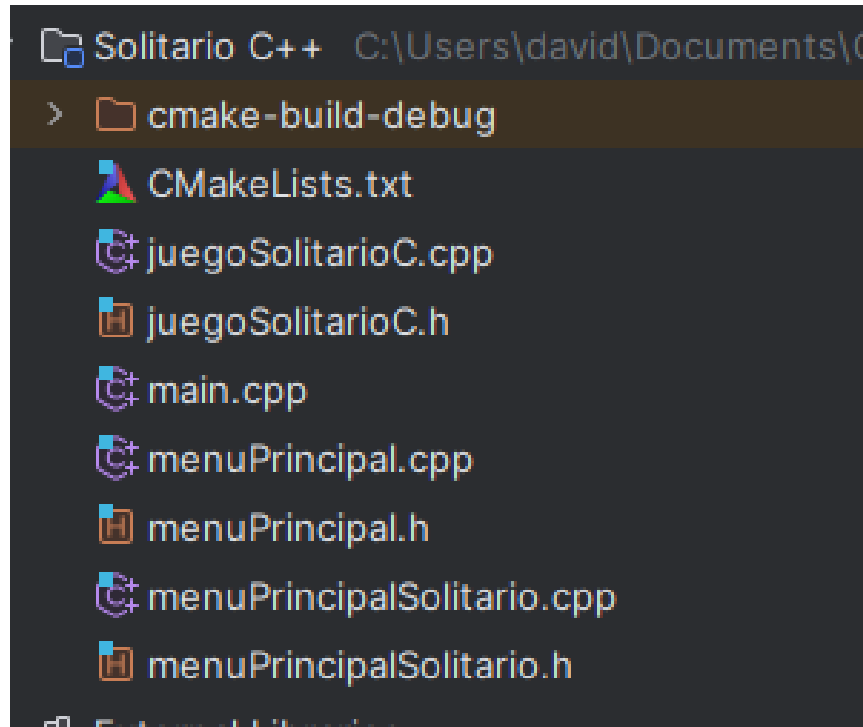 Solitario C++ C:\Users\david\Documents\
cmake-build-debug
CMakeLists.txt
juegoSolitarioC.cpp
juegoSolitarioC.h
main.cpp
menuPrincipal.cpp
menuPrincipal.h
menuPrincipalSolitario.cpp
menuPrincipalSolitario.h